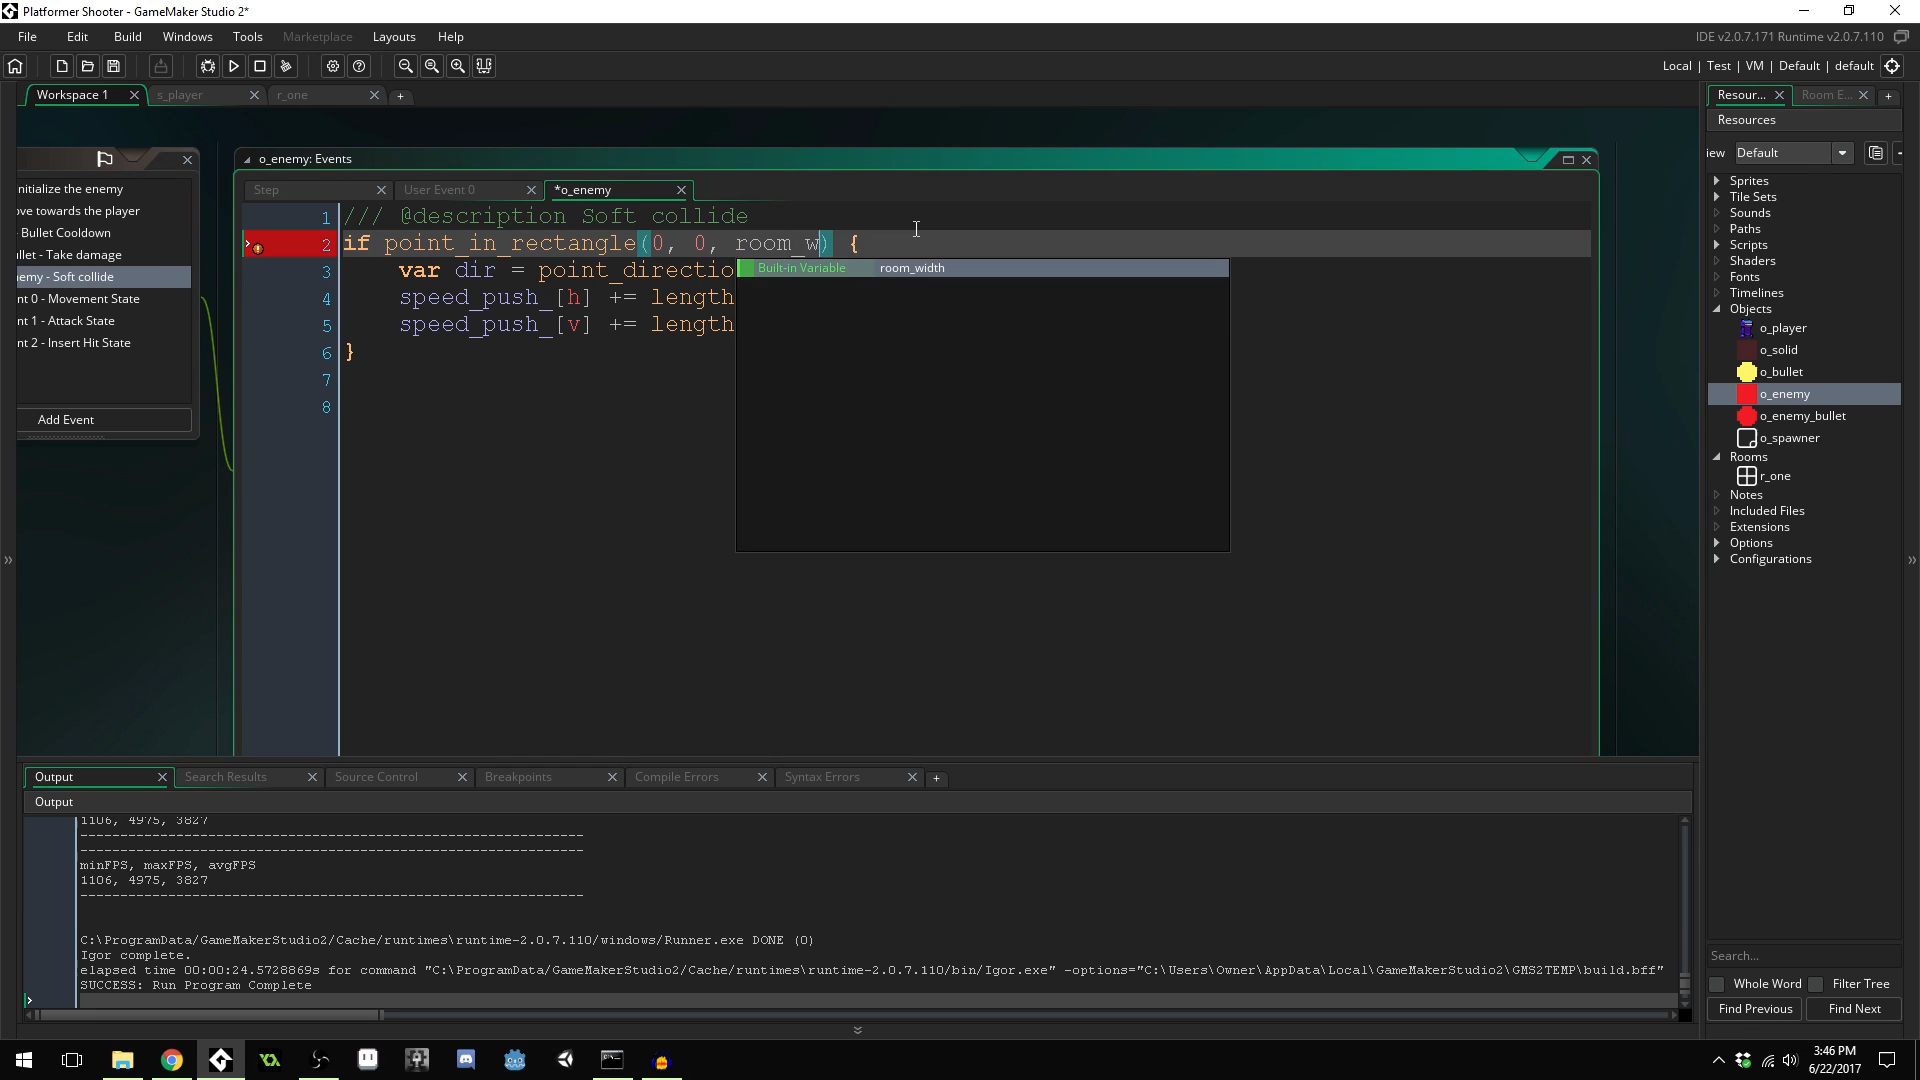 Platformer Shooter - GameMaker Studio 2*
File Edit Build Windows Tools Marketplace Layouts Help
IDE v2.0.7.171 Runtime v2.0.7.110
Local | Test | VM | Default | default
Workspace 1 s_player r_one
Resour... Room E...
Resources
iew Default
o_enemy: Events
Step User Event 0 *o_enemy
nitialize the enemy
ove towards the player
Bullet Cooldown
llet - Take damage
emy - Soft collide
nt 0 - Movement State
nt 1 - Attack State
nt 2 - Insert Hit State
Add Event
1 /// @description Soft collide
2 if point_in_rectangle(0, 0, room_w) {
3 var dir = point_directio
4 speed_push_[h] += length
5 speed_push_[v] += length
6 }
7
8
Built-in Variable room_width
Sprites
Tile Sets
Sounds
Paths
Scripts
Shaders
Fonts
Timelines
Objects
o_player
o_solid
o_bullet
o_enemy
o_enemy_bullet
o_spawner
Rooms
r_one
Notes
Included Files
Extensions
Options
Configurations
Search...
Whole Word Filter Tree
Find Previous Find Next
Output Search Results Source Control Breakpoints Compile Errors Syntax Errors
Output
1106, 4975, 3827
--------------------------------------------------------------
--------------------------------------------------------------
minFPS, maxFPS, avgFPS
1106, 4975, 3827
--------------------------------------------------------------
C:\ProgramData/GameMakerStudio2/Cache/runtimes\runtime-2.0.7.110/windows/Runner.exe DONE (0)
Igor complete.
elapsed time 00:00:24.5728869s for command "C:\ProgramData/GameMakerStudio2/Cache/runtimes\runtime-2.0.7.110/bin/Igor.exe" -options="C:\Users\Owner\AppData\Local\GameMakerStudio2\GMS2TEMP\build.bff"
SUCCESS: Run Program Complete
3:46 PM
6/22/2017